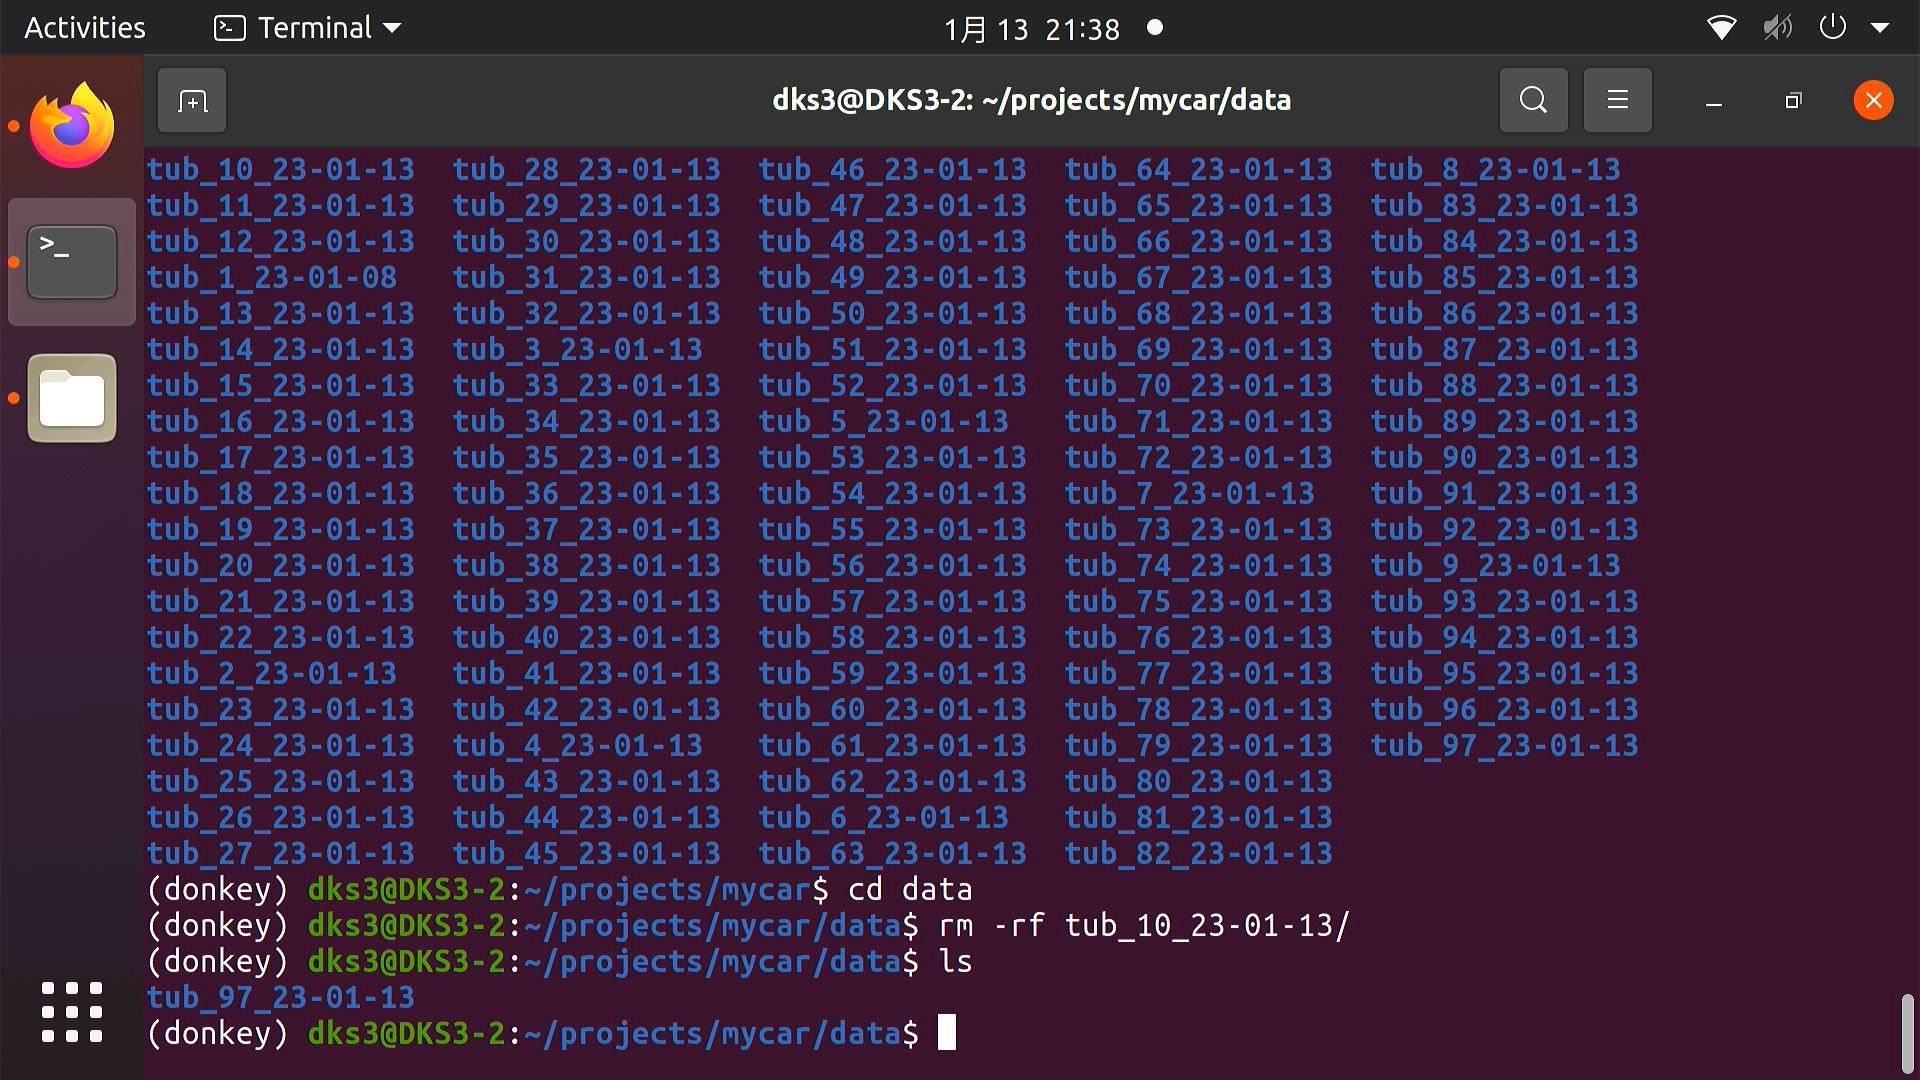 Activities Terminal 1月 13 21:38
dks3@DKS3-2: ~/projects/mycar/data
tub_10_23-01-13 tub_28_23-01-13 tub_46_23-01-13 tub_64_23-01-13 tub_8_23-01-13
tub_11_23-01-13 tub_29_23-01-13 tub_47_23-01-13 tub_65_23-01-13 tub_83_23-01-13
tub_12_23-01-13 tub_30_23-01-13 tub_48_23-01-13 tub_66_23-01-13 tub_84_23-01-13
tub_1_23-01-08 tub_31_23-01-13 tub_49_23-01-13 tub_67_23-01-13 tub_85_23-01-13
tub_13_23-01-13 tub_32_23-01-13 tub_50_23-01-13 tub_68_23-01-13 tub_86_23-01-13
tub_14_23-01-13 tub_3_23-01-13 tub_51_23-01-13 tub_69_23-01-13 tub_87_23-01-13
tub_15_23-01-13 tub_33_23-01-13 tub_52_23-01-13 tub_70_23-01-13 tub_88_23-01-13
tub_16_23-01-13 tub_34_23-01-13 tub_5_23-01-13 tub_71_23-01-13 tub_89_23-01-13
tub_17_23-01-13 tub_35_23-01-13 tub_53_23-01-13 tub_72_23-01-13 tub_90_23-01-13
tub_18_23-01-13 tub_36_23-01-13 tub_54_23-01-13 tub_7_23-01-13 tub_91_23-01-13
tub_19_23-01-13 tub_37_23-01-13 tub_55_23-01-13 tub_73_23-01-13 tub_92_23-01-13
tub_20_23-01-13 tub_38_23-01-13 tub_56_23-01-13 tub_74_23-01-13 tub_9_23-01-13
tub_21_23-01-13 tub_39_23-01-13 tub_57_23-01-13 tub_75_23-01-13 tub_93_23-01-13
tub_22_23-01-13 tub_40_23-01-13 tub_58_23-01-13 tub_76_23-01-13 tub_94_23-01-13
tub_2_23-01-13 tub_41_23-01-13 tub_59_23-01-13 tub_77_23-01-13 tub_95_23-01-13
tub_23_23-01-13 tub_42_23-01-13 tub_60_23-01-13 tub_78_23-01-13 tub_96_23-01-13
tub_24_23-01-13 tub_4_23-01-13 tub_61_23-01-13 tub_79_23-01-13 tub_97_23-01-13
tub_25_23-01-13 tub_43_23-01-13 tub_62_23-01-13 tub_80_23-01-13
tub_26_23-01-13 tub_44_23-01-13 tub_6_23-01-13 tub_81_23-01-13
tub_27_23-01-13 tub_45_23-01-13 tub_63_23-01-13 tub_82_23-01-13
(donkey) dks3@DKS3-2:~/projects/mycar$ cd data
(donkey) dks3@DKS3-2:~/projects/mycar/data$ rm -rf tub_10_23-01-13/
(donkey) dks3@DKS3-2:~/projects/mycar/data$ ls
tub_97_23-01-13
(donkey) dks3@DKS3-2:~/projects/mycar/data$